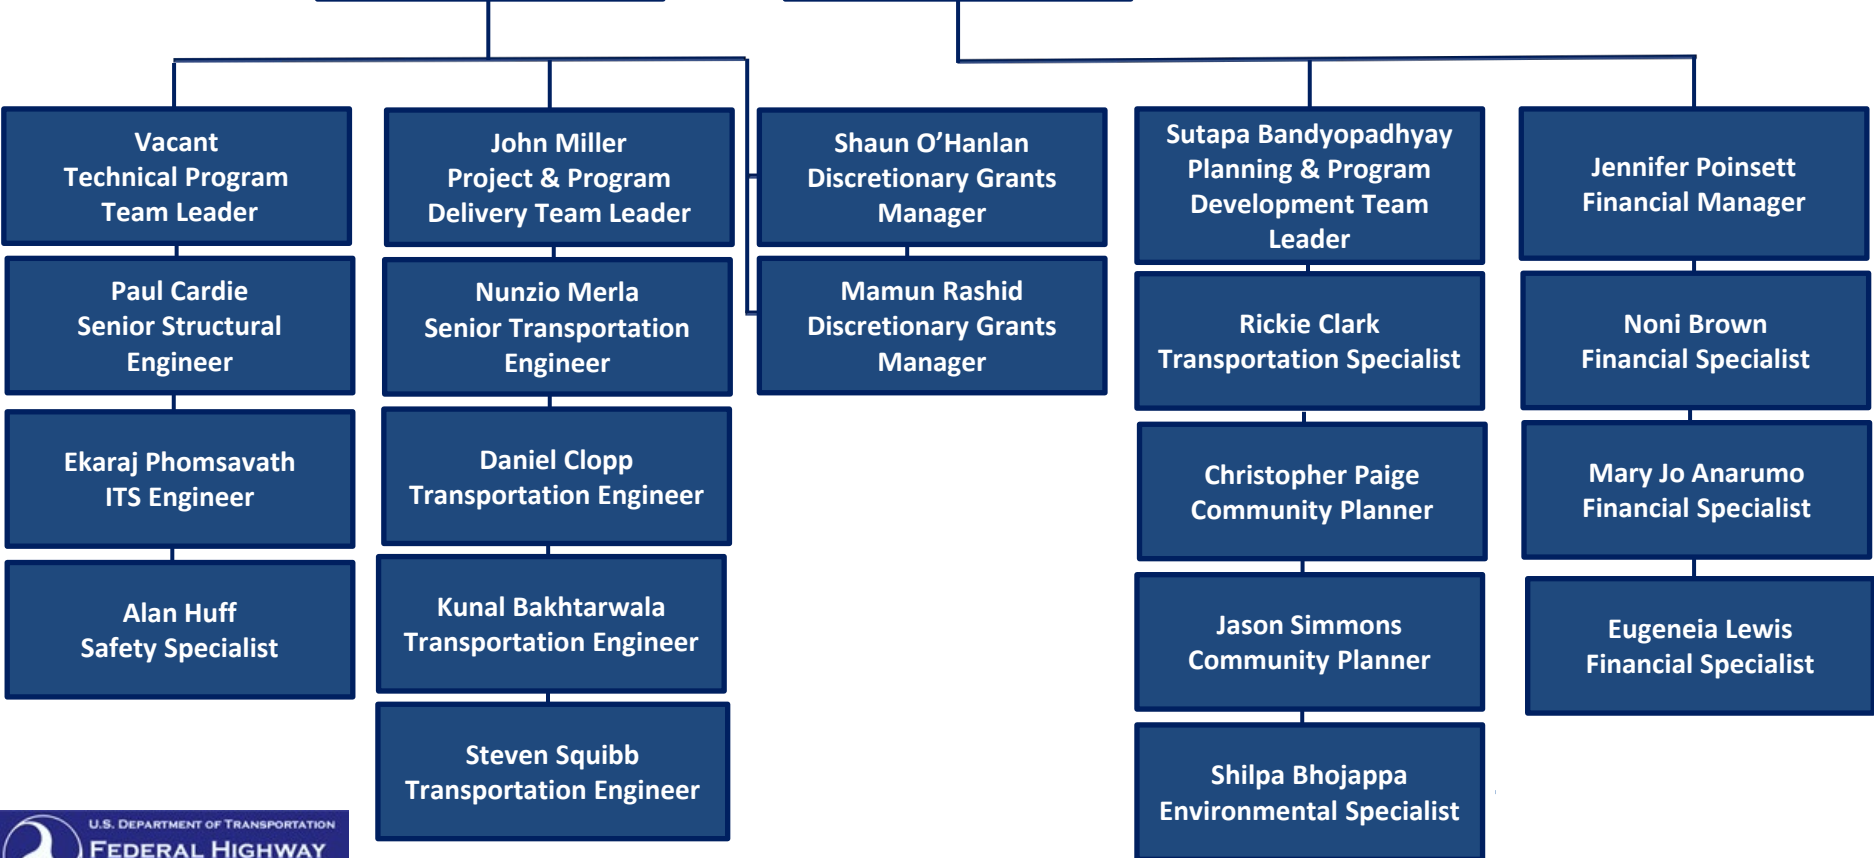 Vacant
Technical Program
Team Leader
Paul Cardie
Senior Structural
Engineer
Ekaraj Phomsavath
ITS Engineer
Alan Huff
Safety Specialist
John Miller
Project & Program
Delivery Team Leader
Nunzio Merla
Senior Transportation
Engineer
Daniel Clopp
Transportation Engineer
Kunal Bakhtarwala
Transportation Engineer
Steven Squibb
Transportation Engineer
Shaun O’Hanlan
Discretionary Grants
Manager
Mamun Rashid
Discretionary Grants
Manager
Sutapa Bandyopadhyay
Planning & Program
Development Team
Leader
Rickie Clark
Transportation Specialist
Christopher Paige
Community Planner
Jason Simmons
Community Planner
Shilpa Bhojappa
Environmental Specialist
Jennifer Poinsett
Financial Manager
Noni Brown
Financial Specialist
Mary Jo Anarumo
Financial Specialist
Eugeneia Lewis
Financial Specialist
U.S. DEPARTMENT OF TRANSPORTATION
FEDERAL HIGHWAY